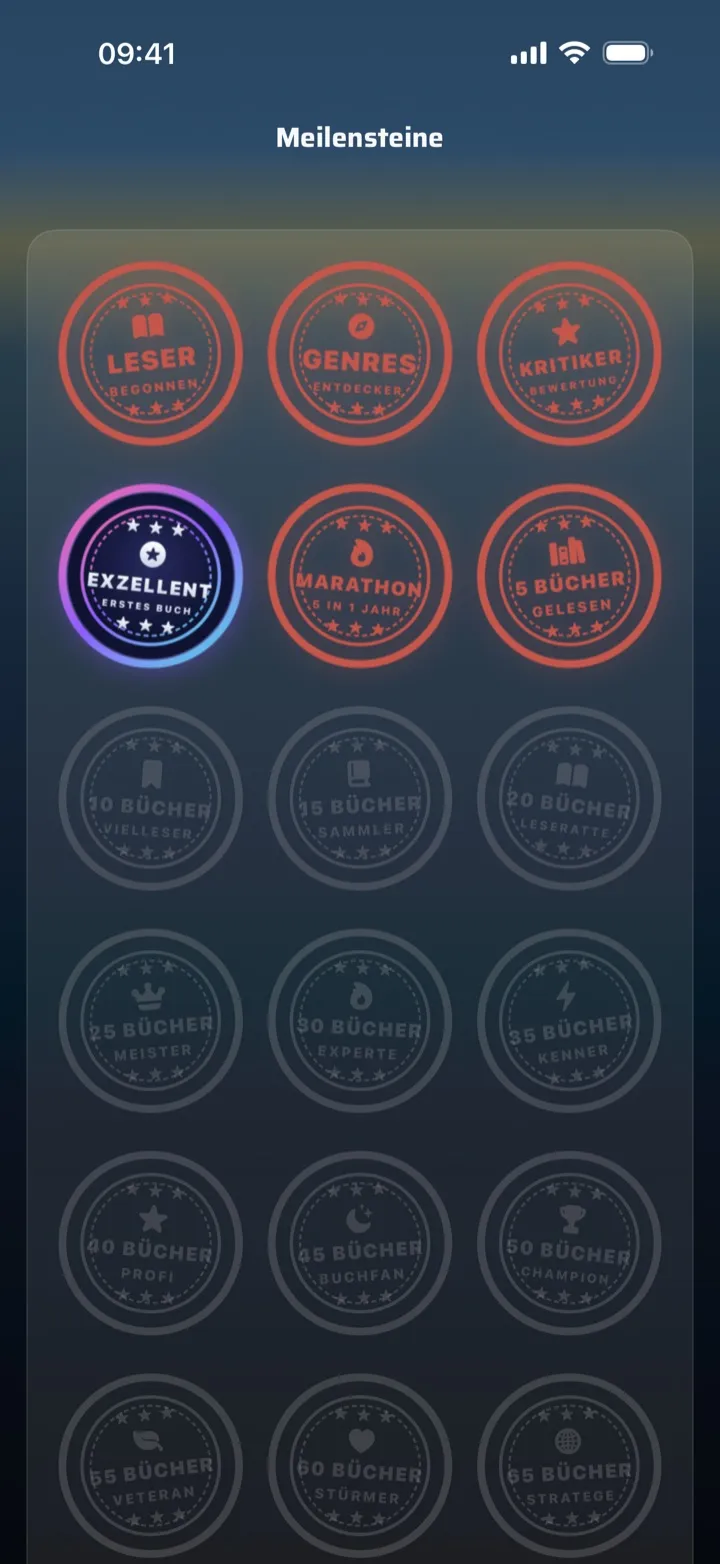 09:41
Meilensteine
LESER
BEGONNEN
GENRES
ENTDECKER
KRITIKER
BEWERTUNG
EXZELLENT
ERSTES BUCH
MARATHON
5 IN 1 JAHR
5 BÜCHER
GELESEN
10 BÜCHER
VIELLESER
15 BÜCHER
SAMMLER
20 BÜCHER
LESERATTE
25 BÜCHER
MEISTER
30 BÜCHER
EXPERTE
35 BÜCHER
KENNER
40 BÜCHER
PROFI
45 BÜCHER
BUCHFAN
50 BÜCHER
CHAMPION
55 BÜCHER
VETERAN
60 BÜCHER
STÜRMER
65 BÜCHER
STRATEGE